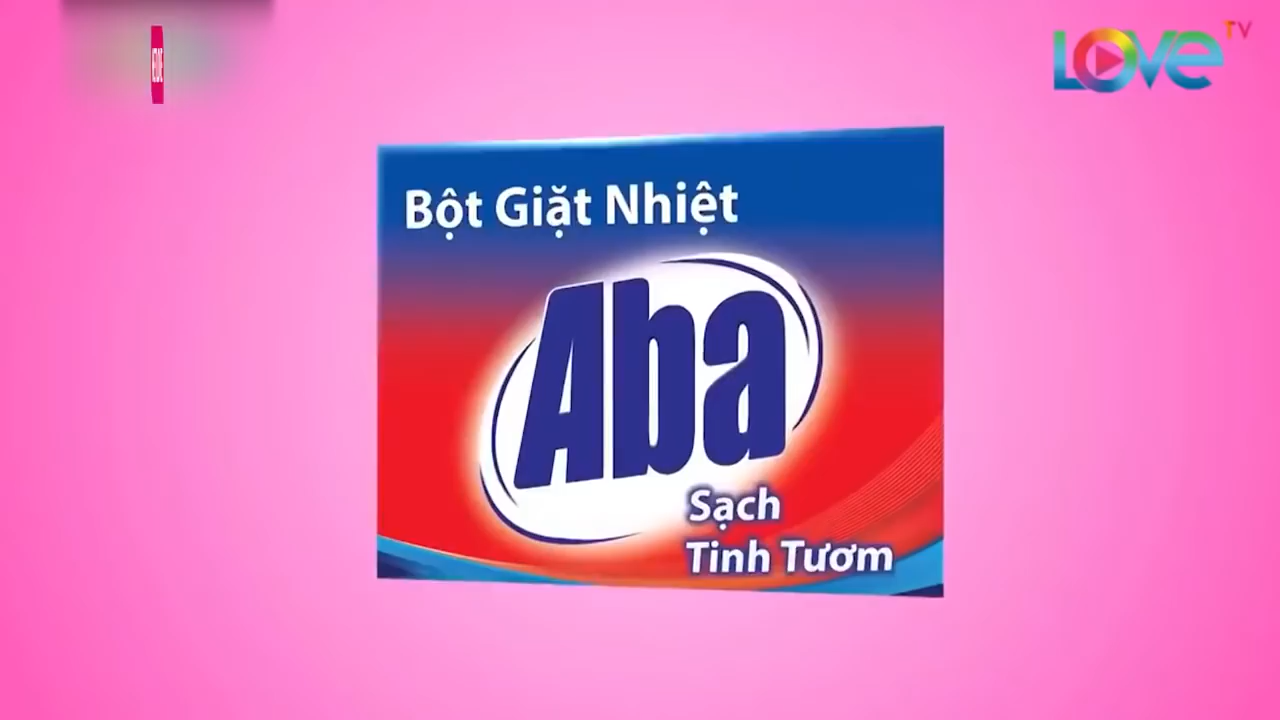 LOVE TV
Bột Giặt Nhiệt
Aba
Sạch
Tinh Tươm